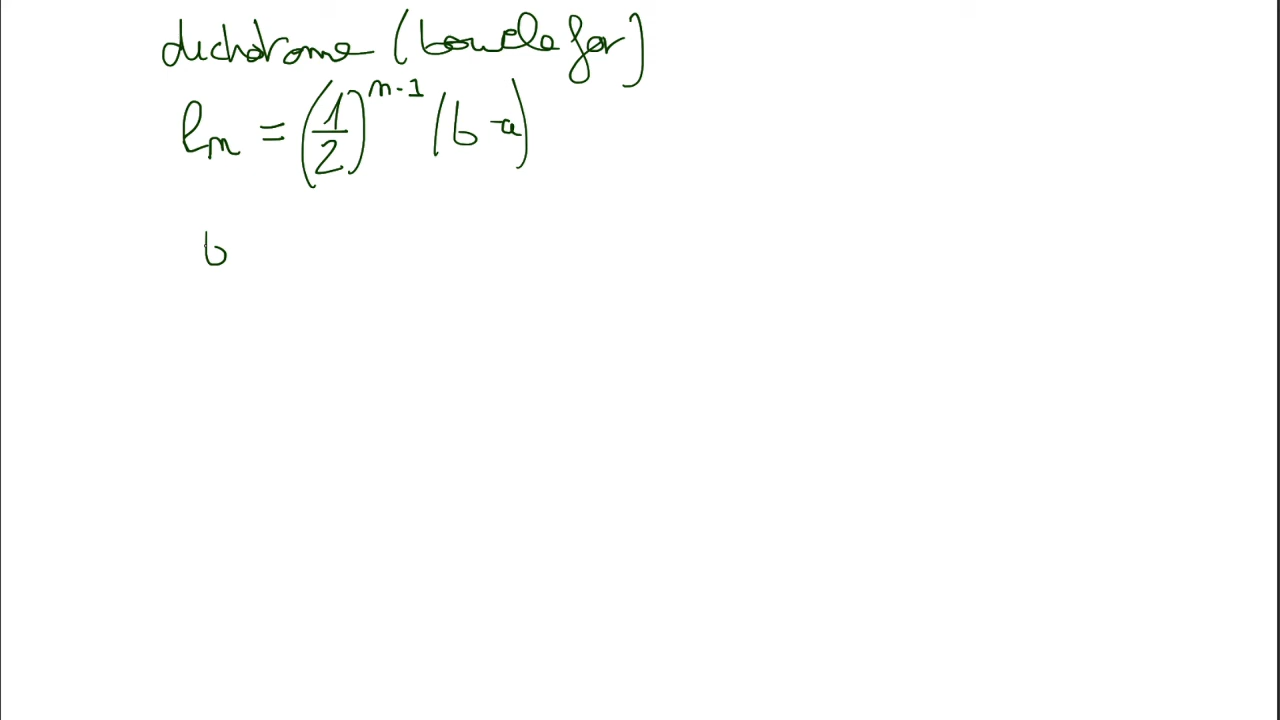 dichotomie (boucle for)
lₙ = (1/2)ⁿ⁻¹ (b-a)
b